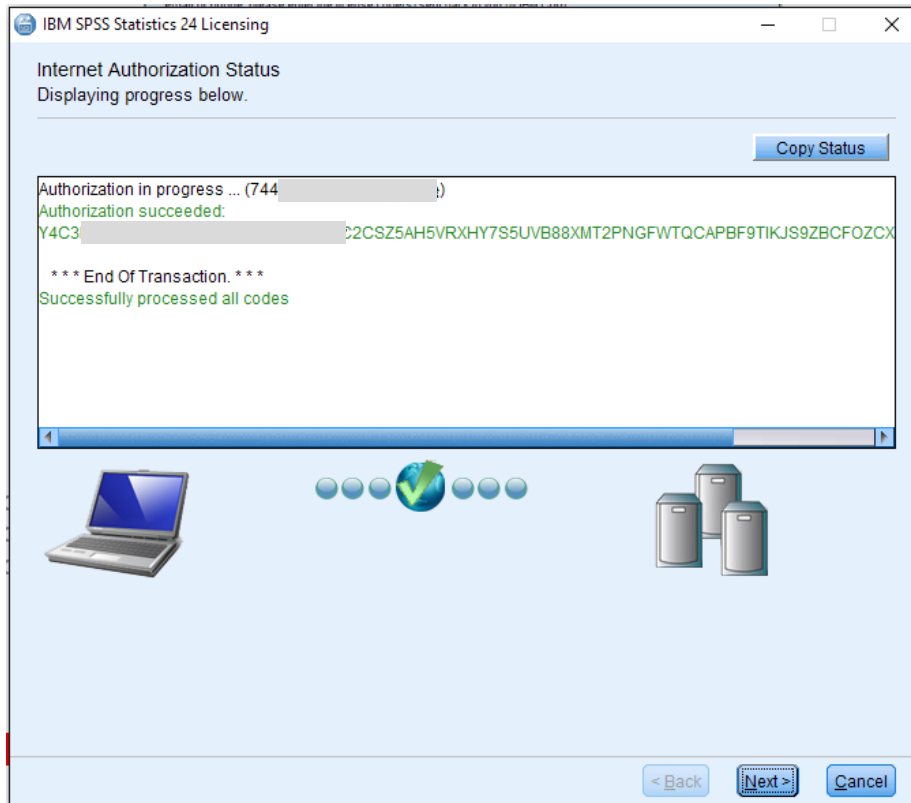 IBM SPSS Statistics 24 Licensing
Internet Authorization Status
Displaying progress below.
Copy Status
Authorization in progress ... (744 )
Authorization succeeded:
Y4C3 C2CSZ5AH5VRXHY7S5UVB88XMT2PNGFWTQCAPBF9TIKJS9ZBCFOZCX
* * * End Of Transaction. * * *
Successfully processed all codes
< Back Next > Cancel